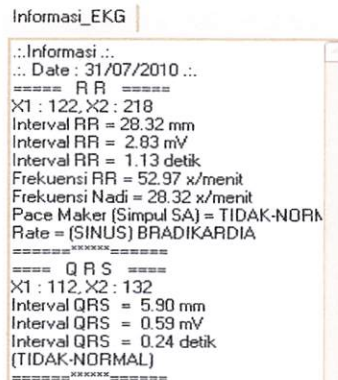 Informasi_EKG
.:.Informasi .:.
.:. Date : 31/07/2010 .:.
===== R R =====
X1 : 122, X2 : 218
Interval RR = 28.32 mm
Interval RR = 2.83 mV
Interval RR = 1.13 detik
Frekuensi RR = 52.97 x/menit
Frekuensi Nadi = 28.32 x/menit
Pace Maker (Simpul SA) = TIDAK-NORM
Rate = (SINUS) BRADIKARDIA
======******======
==== Q R S ====
X1 : 112, X2 : 132
Interval QRS = 5.90 mm
Interval QRS = 0.59 mV
Interval QRS = 0.24 detik
(TIDAK-NORMAL)
======******======